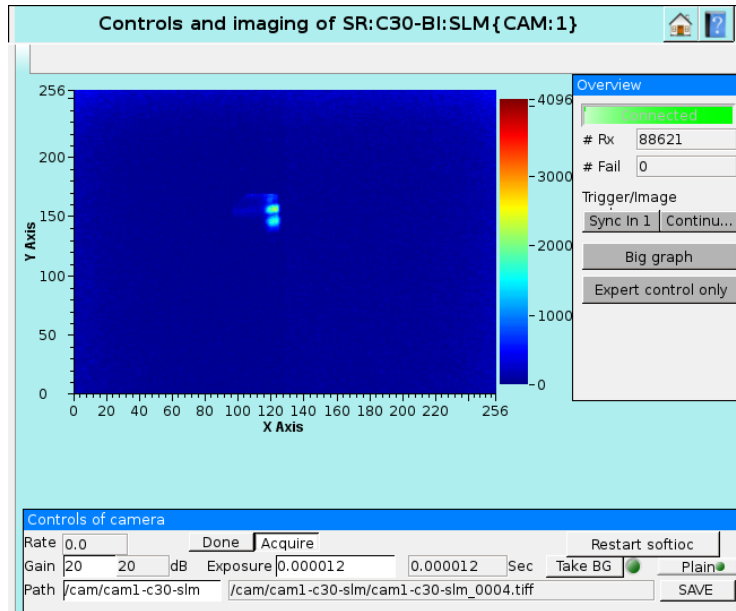 Controls and imaging of SR:C30-BI:SLM{CAM:1}
Overview
# Rx 88621
# Fail 0
Trigger/Image
Sync In 1 Continu...
Big graph
Expert control only
256
200
150
100
50
0
Y Axis
0 20 40 60 80 100 120 140 160 180 200 220 256
X Axis
4096
3000
2000
1000
0
Controls of camera
Rate 0.0 Done Acquire Restart softioc
Gain 20 20 dB Exposure 0.000012 0.000012 Sec Take BG Plain
Path /cam/cam1-c30-slm /cam/cam1-c30-slm/cam1-c30-slm_0004.tiff SAVE